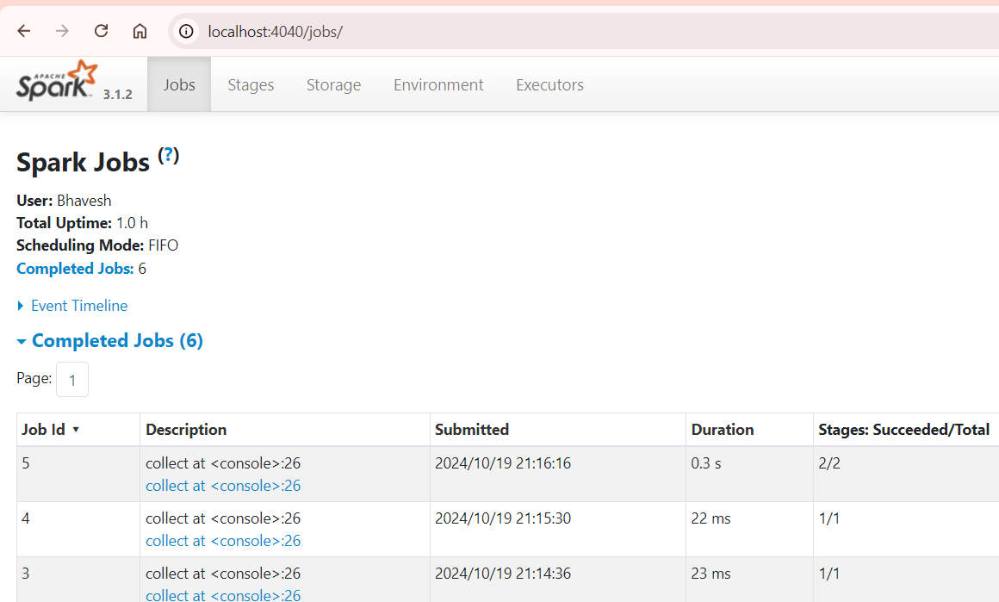 localhost:4040/jobs/
APACHE Spark 3.1.2 Jobs Stages Storage Environment Executors
Spark Jobs (?)
User: Bhavesh
Total Uptime: 1.0 h
Scheduling Mode: FIFO
Completed Jobs: 6
Event Timeline
Completed Jobs (6)
Page: 1
Job Id ▼ Description Submitted Duration Stages: Succeeded/Total
5 collect at <console>:26 2024/10/19 21:16:16 0.3 s 2/2
collect at <console>:26
4 collect at <console>:26 2024/10/19 21:15:30 22 ms 1/1
collect at <console>:26
3 collect at <console>:26 2024/10/19 21:14:36 23 ms 1/1
collect at <console>:26